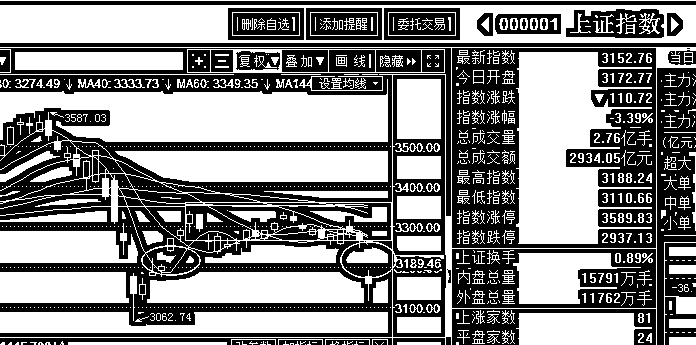 删除自选 添加提醒 委托交易 000001 上证指数
复权 叠加 画线 隐藏
0: 3274.49 MA40: 3333.73 MA60: 3349.35 MA144 设置均线
3587.03
3500.00
3400.00
3300.00
3189.46
3100.00
3062.74
最新指数 3152.76
今日开盘 3172.77
指数涨跌 ▼110.72
指数涨幅 -3.39%
总成交量 2.76亿手
总成交额 2934.05亿元
最高指数 3188.24
最低指数 3110.66
指数涨停 3589.83
指数跌停 2937.13
上证换手 0.89%
内盘总量 15791万手
外盘总量 11762万手
上涨家数 81
平盘家数 24
主力
主力
主力
(亿元
超大
大单
中单
小单
-36.